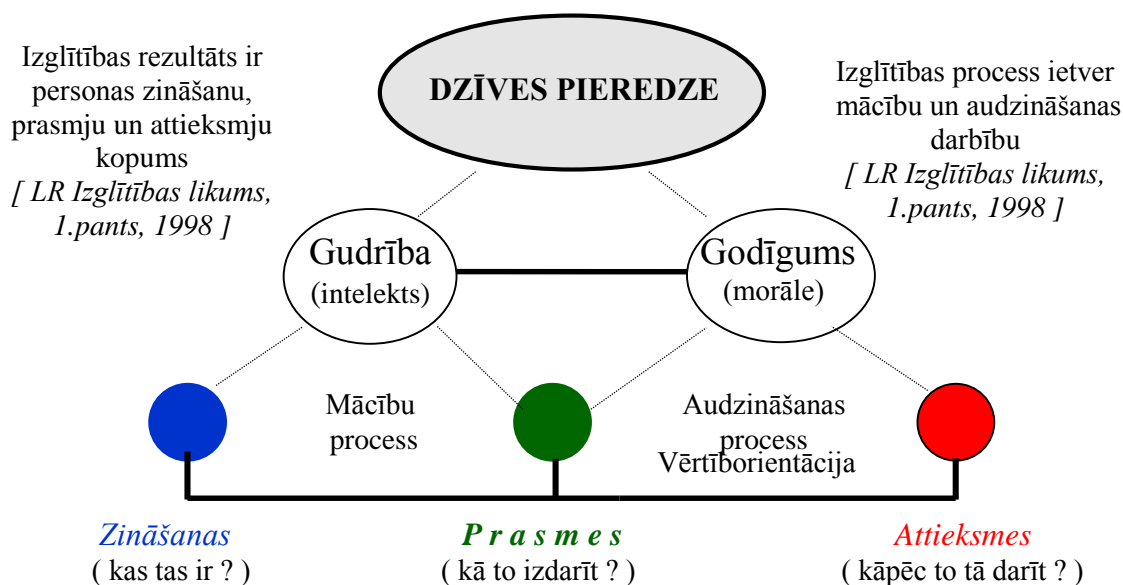 Izglītības rezultāts ir
personas zināšanu,
prasmju un attieksmju
kopums
[ LR Izglītības likums,
1.pants, 1998 ]
DZĪVES PIEREDZE
Izglītības process ietver
mācību un audzināšanas
darbību
[ LR Izglītības likums,
1.pants, 1998 ]
Gudrība
(intelekts)
Godīgums
(morāle)
Mācību
process
Audzināšanas
process
Vērtīborientācija
Zināšanas
( kas tas ir ? )
P r a s m e s
( kā to izdarīt ? )
Attieksmes
( kāpēc to tā darīt ? )